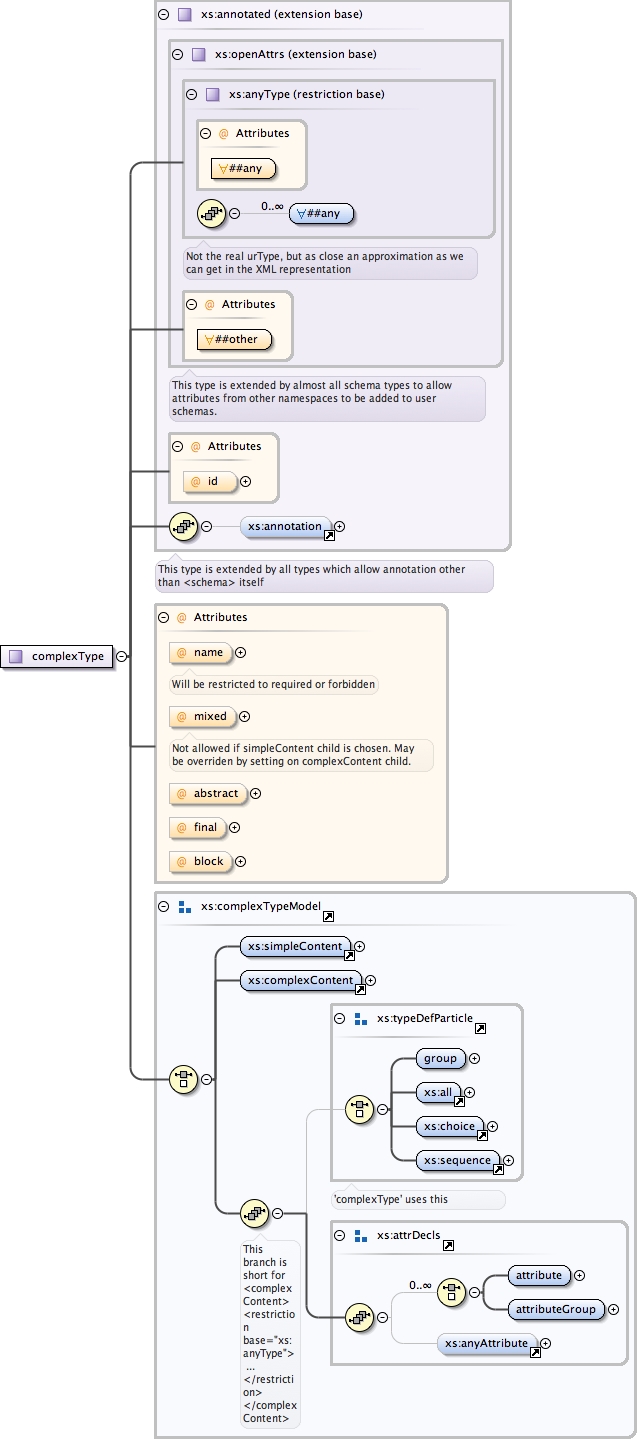 xs:annotated (extension base)
xs:openAttrs (extension base)
xs:anyType (restriction base)
@ Attributes
∀##any
0..∞
∀##any
Not the real urType, but as close an approximation as we
can get in the XML representation
@ Attributes
∀##other
This type is extended by almost all schema types to allow
attributes from other namespaces to be added to user
schemas.
@ Attributes
@ id
xs:annotation
This type is extended by all types which allow annotation other
than <schema> itself
complexType
@ Attributes
@ name
Will be restricted to required or forbidden
@ mixed
Not allowed if simpleContent child is chosen. May
be overriden by setting on complexContent child.
@ abstract
@ final
@ block
xs:complexTypeModel
xs:simpleContent
xs:complexContent
xs:typeDefParticle
group
xs:all
xs:choice
xs:sequence
'complexType' uses this
This
branch is
short for
<complex
Content>
<restrictio
n
base="xs:
anyType">
...
</restricti
on>
</complex
Content>
xs:attrDecls
0..∞
attribute
attributeGroup
xs:anyAttribute